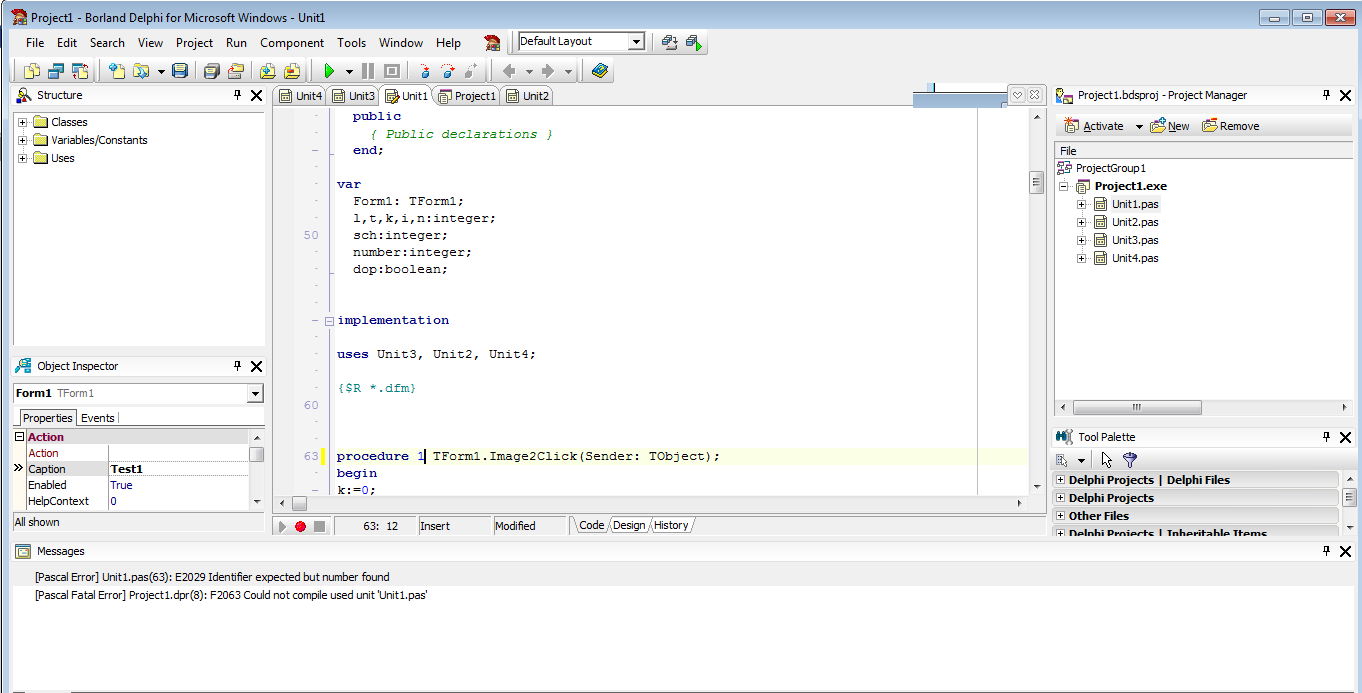 Project1 - Borland Delphi for Microsoft Windows - Unit1
File Edit Search View Project Run Component Tools Window Help
Default Layout
Structure
Classes
Variables/Constants
Uses
Object Inspector
Form1 TForm1
Properties Events
Action
Action
Caption Test1
Enabled True
HelpContext 0
All shown
Unit4 Unit3 Unit1 Project1 Unit2
public
{ Public declarations }
end;
var
Form1: TForm1;
l,t,k,i,n:integer;
50 sch:integer;
number:integer;
dop:boolean;
implementation
uses Unit3, Unit2, Unit4;
{$R *.dfm}
60
63 procedure 1 TForm1.Image2Click(Sender: TObject);
begin
k:=0;
63: 12 Insert Modified Code Design History
Project1.bdsproj - Project Manager
Activate New Remove
File
ProjectGroup1
Project1.exe
Unit1.pas
Unit2.pas
Unit3.pas
Unit4.pas
Tool Palette
Delphi Projects | Delphi Files
Delphi Projects
Other Files
Delphi Projects | Inheritable Items
Messages
[Pascal Error] Unit1.pas(63): E2029 Identifier expected but number found
[Pascal Fatal Error] Project1.dpr(8): F2063 Could not compile used unit 'Unit1.pas'